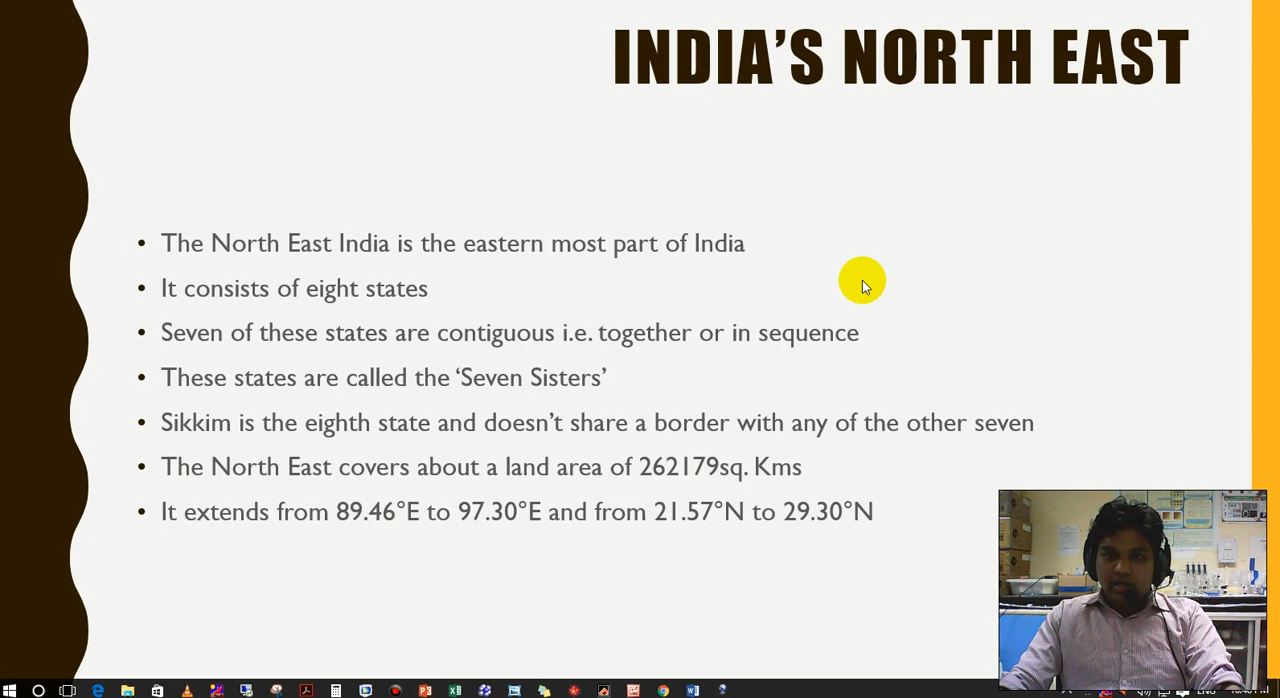 INDIA'S NORTH EAST
• The North East India is the eastern most part of India
• It consists of eight states
• Seven of these states are contiguous i.e. together or in sequence
• These states are called the 'Seven Sisters'
• Sikkim is the eighth state and doesn't share a border with any of the other seven
• The North East covers about a land area of 262179sq. Kms
• It extends from 89.46°E to 97.30°E and from 21.57°N to 29.30°N